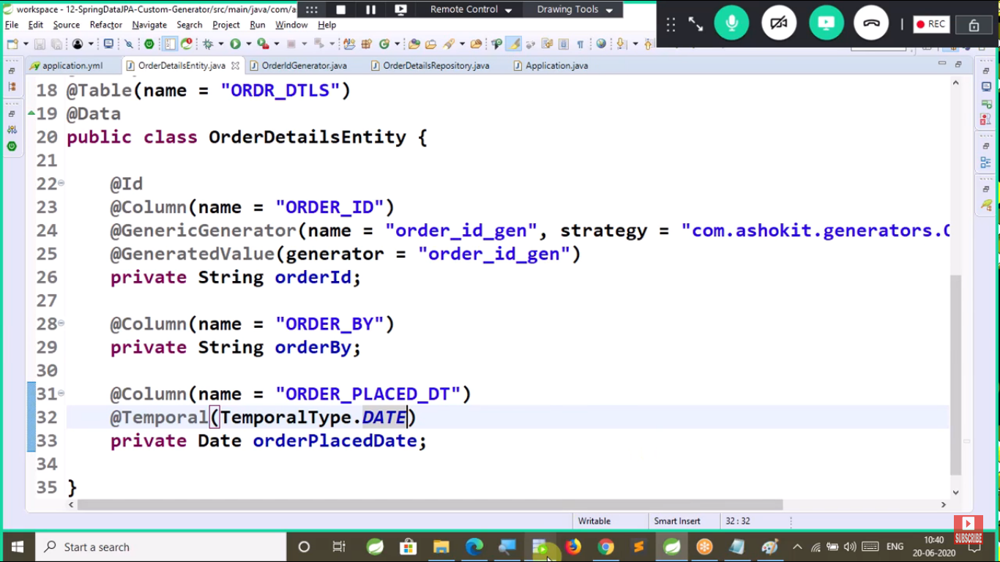 workspace - 12-SpringDataJPA-Custom-Generator/src/main/java/com/a
Remote Control
Drawing Tools
REC
File Edit Source Refactor Navigate Search Project Run Window Help
application.yml
OrderDetailsEntity.java
OrderIdGenerator.java
OrderDetailsRepository.java
Application.java
18 @Table(name = "ORDR_DTLS")
19 @Data
20 public class OrderDetailsEntity {
21
22 @Id
23 @Column(name = "ORDER_ID")
24 @GenericGenerator(name = "order_id_gen", strategy = "com.ashokit.generators.O
25 @GeneratedValue(generator = "order_id_gen")
26 private String orderId;
27
28 @Column(name = "ORDER_BY")
29 private String orderBy;
30
31 @Column(name = "ORDER_PLACED_DT")
32 @Temporal(TemporalType.DATE)
33 private Date orderPlacedDate;
34
35 }
Writable
Smart Insert
32 : 32
SUBSCRIBE
Start a search
ENG
10:40
20-06-2020